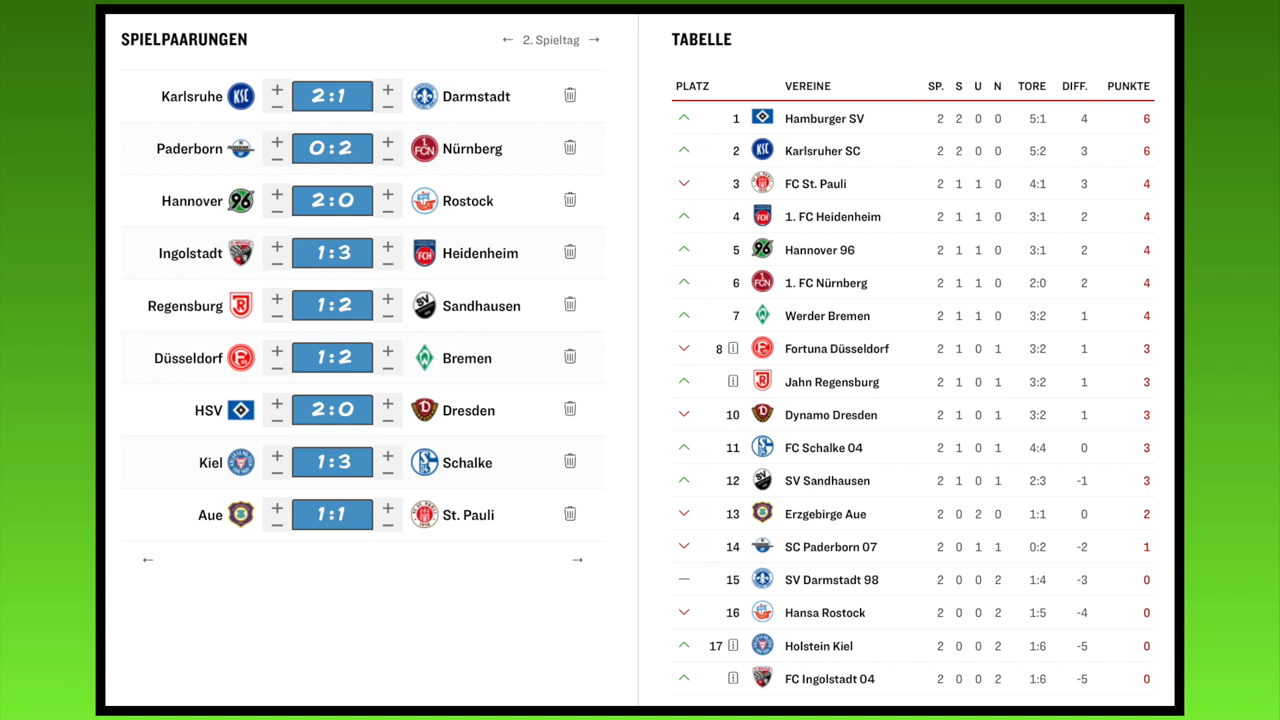 SPIELPAARUNGEN
← 2. Spieltag →
Karlsruhe KSC + − 2:1 + − Darmstadt
Paderborn + − 0:2 + − 1. FCN Nürnberg
Hannover 96 + − 2:0 + − Rostock
Ingolstadt + − 1:3 + − FCH Heidenheim
Regensburg + − 1:2 + − SV Sandhausen
Düsseldorf + − 1:2 + − Bremen
HSV + − 2:0 + − D Dresden
Kiel + − 1:3 + − Schalke
Aue + − 1:1 + − St. Pauli
← →
TABELLE
PLATZ VEREINE SP. S U N TORE DIFF. PUNKTE
1 Hamburger SV 2 2 0 0 5:1 4 6
2 KSC Karlsruher SC 2 2 0 0 5:2 3 6
3 FC St. Pauli 2 1 1 0 4:1 3 4
4 FCH 1. FC Heidenheim 2 1 1 0 3:1 2 4
5 96 Hannover 96 2 1 1 0 3:1 2 4
6 FCN 1. FC Nürnberg 2 1 1 0 2:0 2 4
7 Werder Bremen 2 1 1 0 3:2 1 4
8 i Fortuna Düsseldorf 2 1 0 1 3:2 1 3
i Jahn Regensburg 2 1 0 1 3:2 1 3
10 Dynamo Dresden 2 1 0 1 3:2 1 3
11 FC Schalke 04 2 1 0 1 4:4 0 3
12 SV Sandhausen 2 1 0 1 2:3 -1 3
13 Erzgebirge Aue 2 0 2 0 1:1 0 2
14 SC Paderborn 07 2 0 1 1 0:2 -2 1
15 SV Darmstadt 98 2 0 0 2 1:4 -3 0
16 Hansa Rostock 2 0 0 2 1:5 -4 0
17 i Holstein Kiel 2 0 0 2 1:6 -5 0
i FC Ingolstadt 04 2 0 0 2 1:6 -5 0